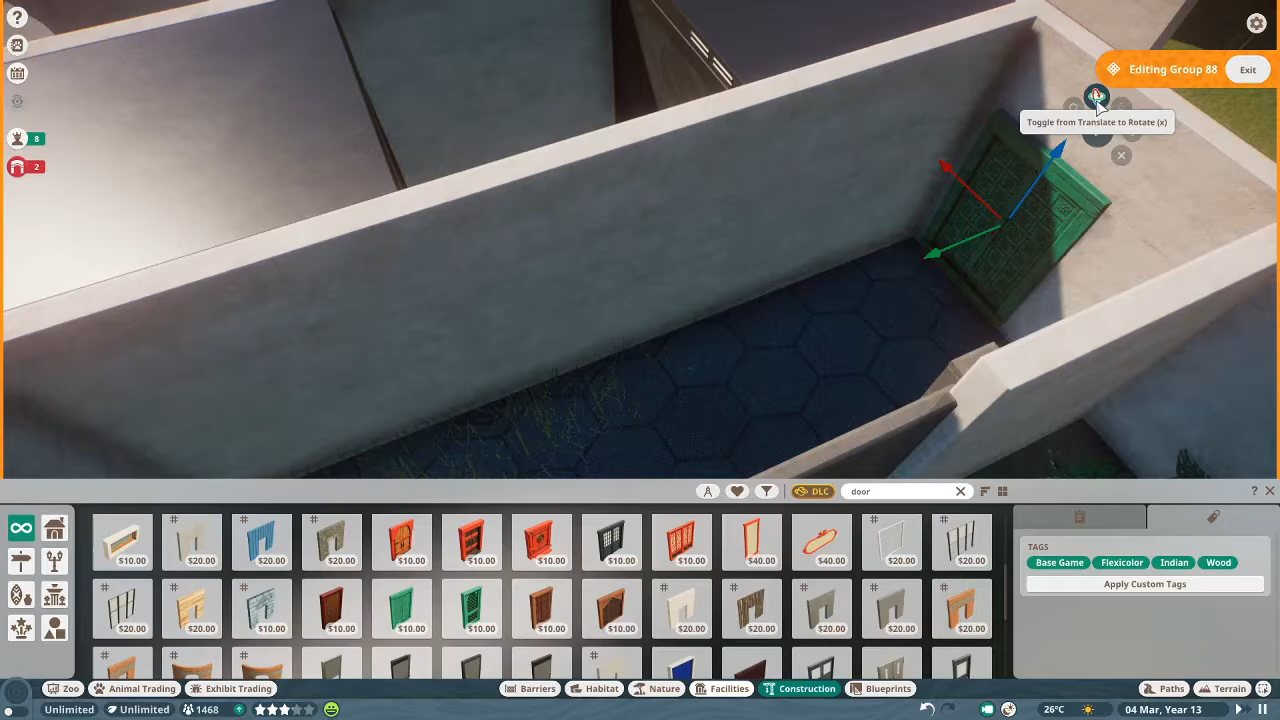 ?
Editing Group 88
Exit
Toggle from Translate to Rotate (x)
8
2
DLC
door
?
$10.00 $20.00 $20.00 $20.00 $10.00 $10.00 $10.00 $10.00 $10.00 $40.00 $40.00 $20.00 $20.00
$20.00 $20.00 $10.00 $10.00 $10.00 $10.00 $10.00 $10.00 $20.00 $20.00 $20.00 $20.00 $20.00
TAGS
Base Game Flexicolor Indian Wood
Apply Custom Tags
Zoo Animal Trading Exhibit Trading Barriers Habitat Nature Facilities Construction Blueprints Paths Terrain
Unlimited Unlimited 1468 26°C 04 Mar, Year 13